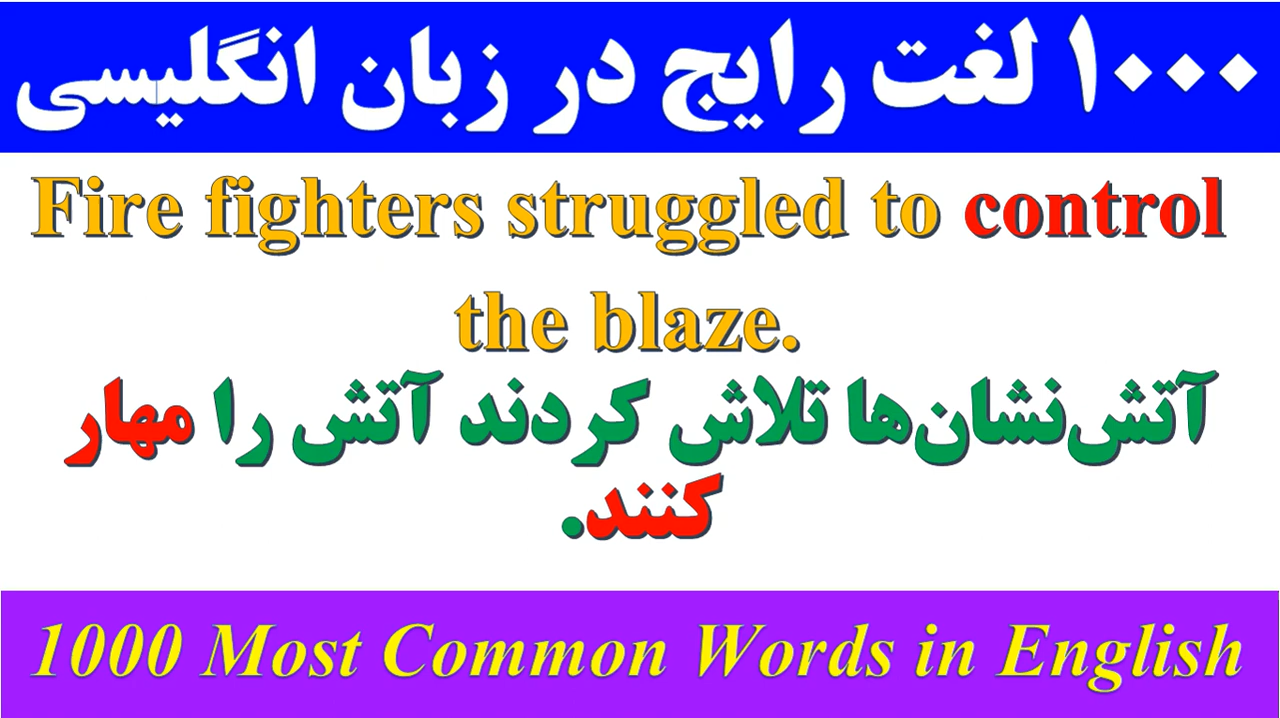 ۱۰۰۰ لغت رایج در زبان انگلیسی
Fire fighters struggled to control
the blaze.
آتش‌نشان‌ها تلاش کردند آتش را مهار
کنند.
1000 Most Common Words in English